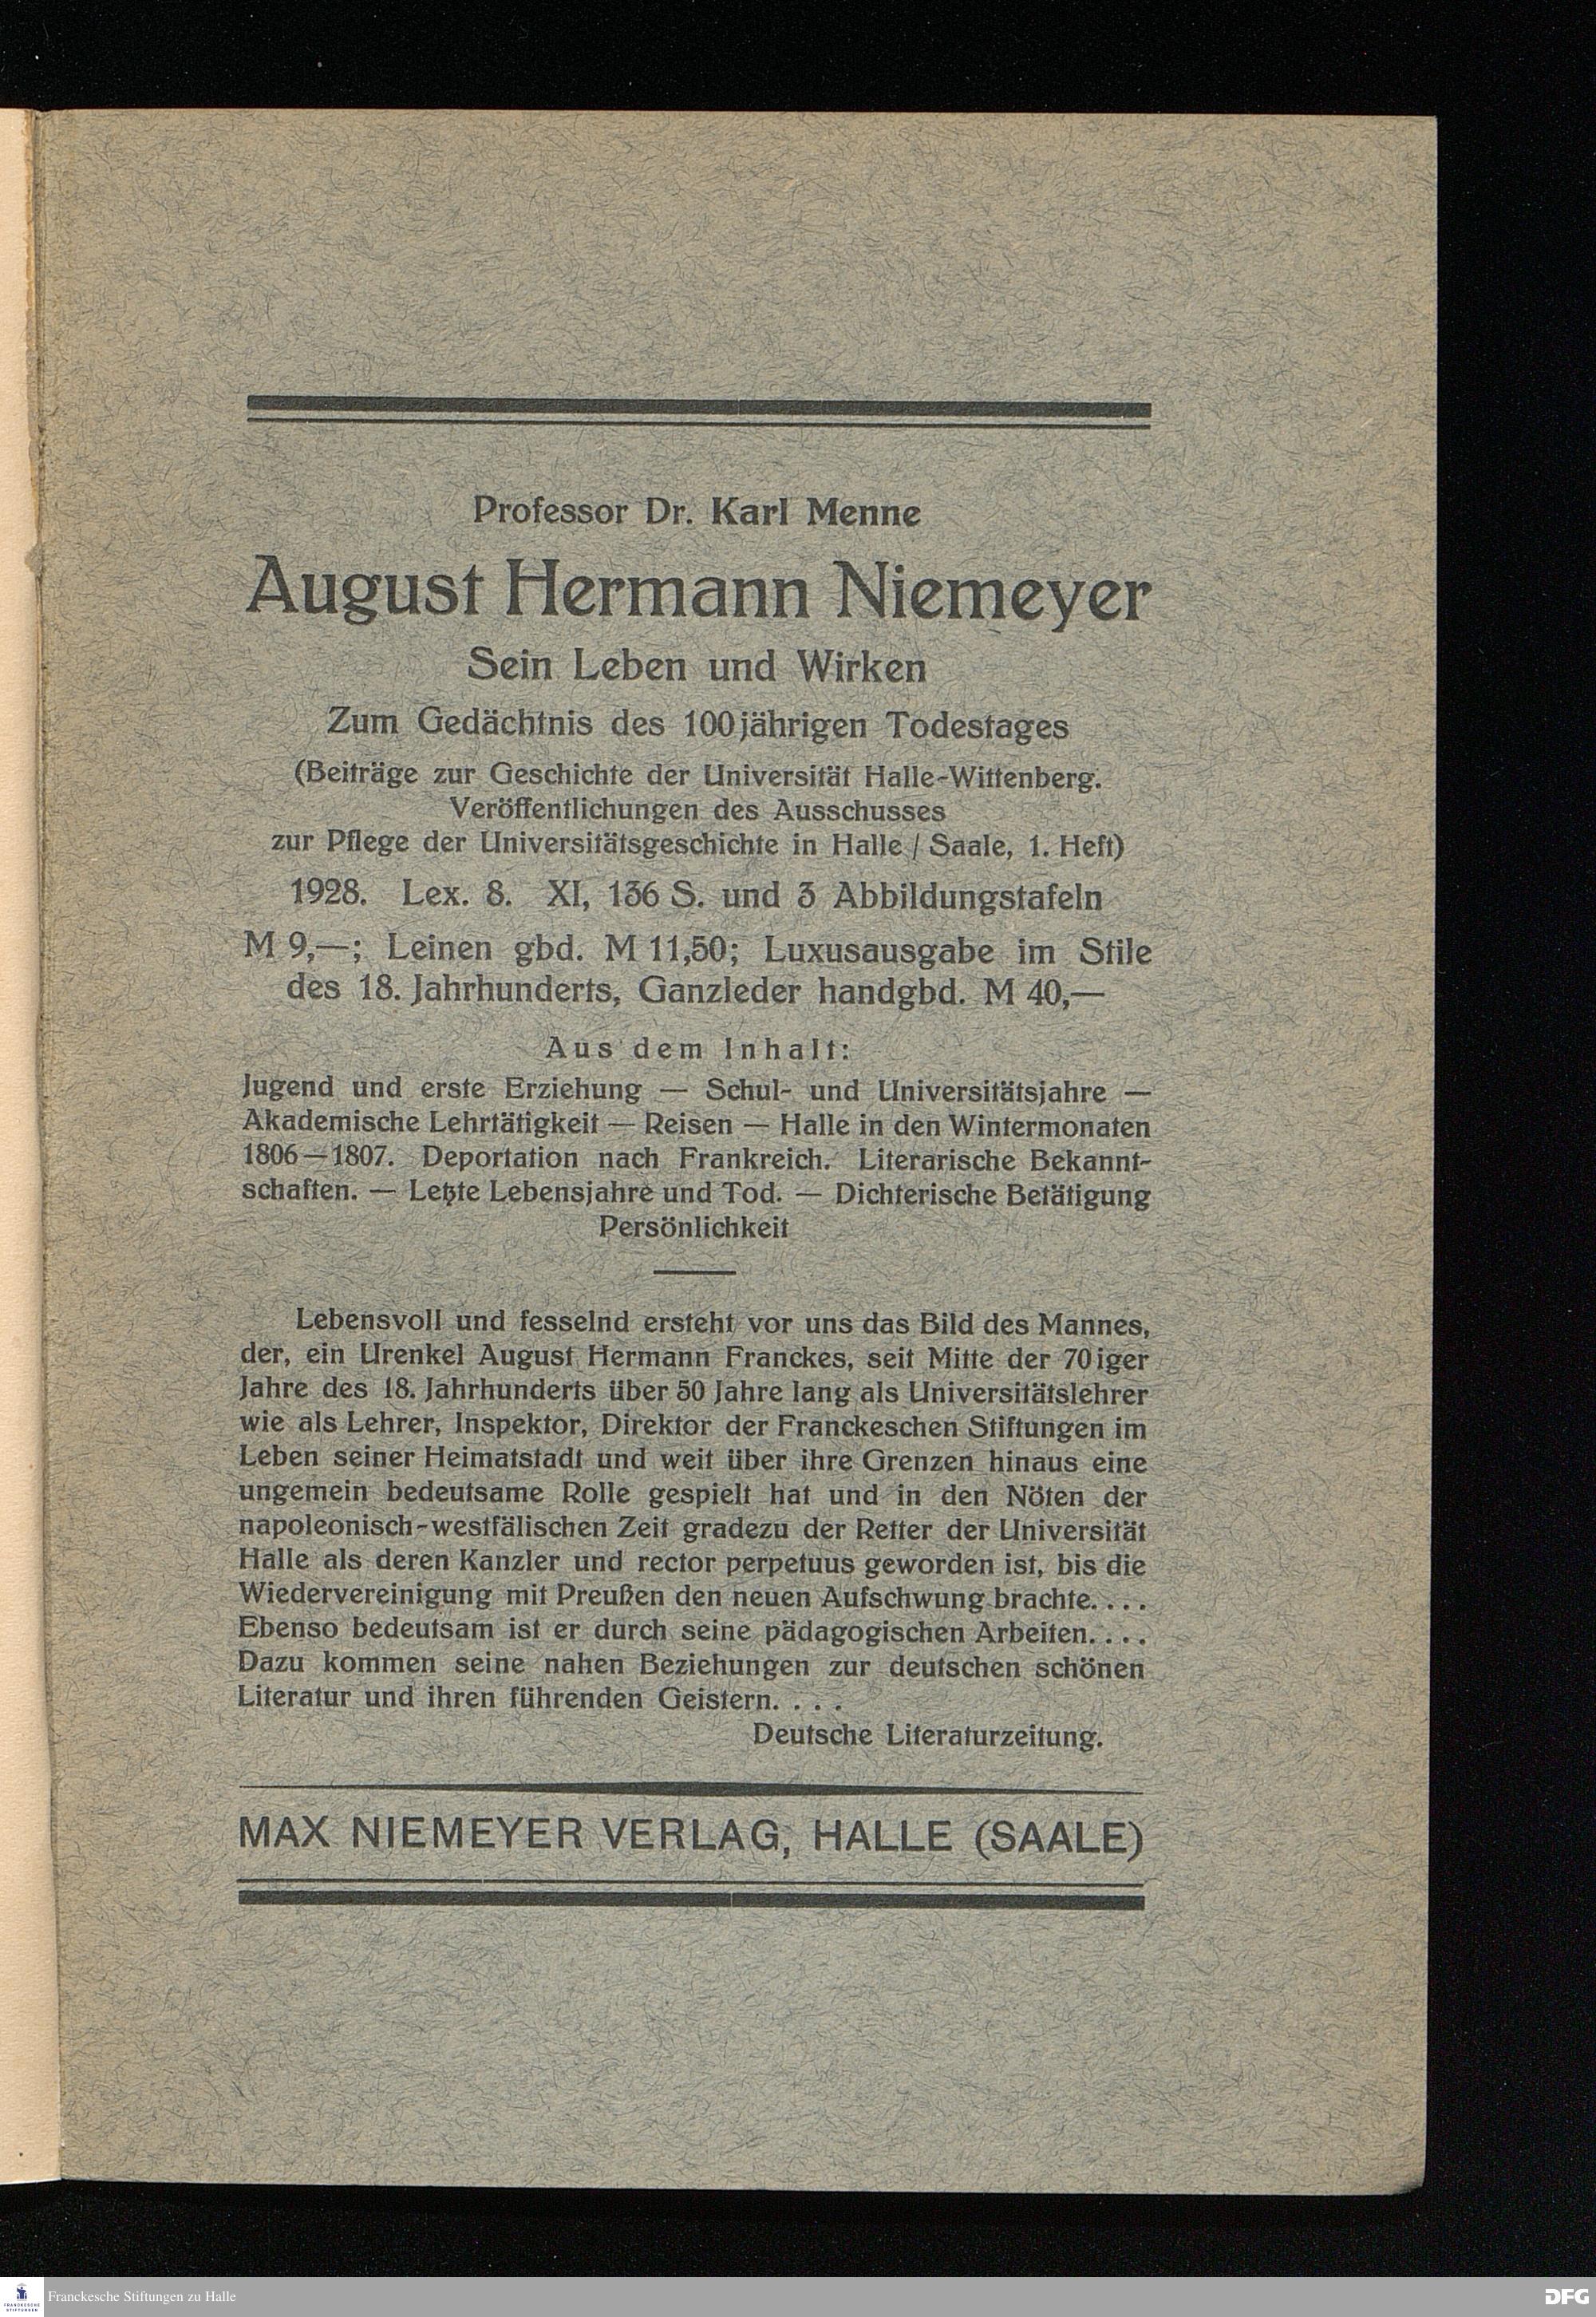 Professor Dr. Karl Menne
August Hermann Niemeyer
Sein Leben und Wirken
Zum Gedächtnis des 100jährigen Todestages
(Beiträge zur Geschichte der Universität Halle-Wittenberg.
Veröffentlichungen des Ausschusses
zur Pflege der Universitätsgeschichte in Halle / Saale, 1. Heft)
1928. Lex. 8. XI, 136 S. und 3 Abbildungstafeln
M 9,—; Leinen gbd. M 11,50; Luxusausgabe im Stile
des 18. Jahrhunderts, Ganzleder handgbd. M 40,—
Aus dem Inhalt:
Jugend und erste Erziehung — Schul- und Universitätsjahre —
Akademische Lehrtätigkeit — Reisen — Halle in den Wintermonaten
1806—1807. Deportation nach Frankreich. Literarische Bekannt-
schaften. — Letzte Lebensjahre und Tod. — Dichterische Betätigung
Persönlichkeit
Lebensvoll und fesselnd ersteht vor uns das Bild des Mannes,
der, ein Urenkel August Hermann Franckes, seit Mitte der 70iger
Jahre des 18. Jahrhunderts über 50 Jahre lang als Universitätslehrer
wie als Lehrer, Inspektor, Direktor der Franckeschen Stiftungen im
Leben seiner Heimatstadt und weit über ihre Grenzen hinaus eine
ungemein bedeutsame Rolle gespielt hat und in den Nöten der
napoleonisch-westfälischen Zeit gradezu der Retter der Universität
Halle als deren Kanzler und rector perpetuus geworden ist, bis die
Wiedervereinigung mit Preußen den neuen Aufschwung brachte. . . .
Ebenso bedeutsam ist er durch seine pädagogischen Arbeiten. . . .
Dazu kommen seine nahen Beziehungen zur deutschen schönen
Literatur und ihren führenden Geistern. . . .
Deutsche Literaturzeitung.
MAX NIEMEYER VERLAG, HALLE (SAALE)
FRANCKESCHE
STIFTUNGEN
Franckesche Stiftungen zu Halle
DFG